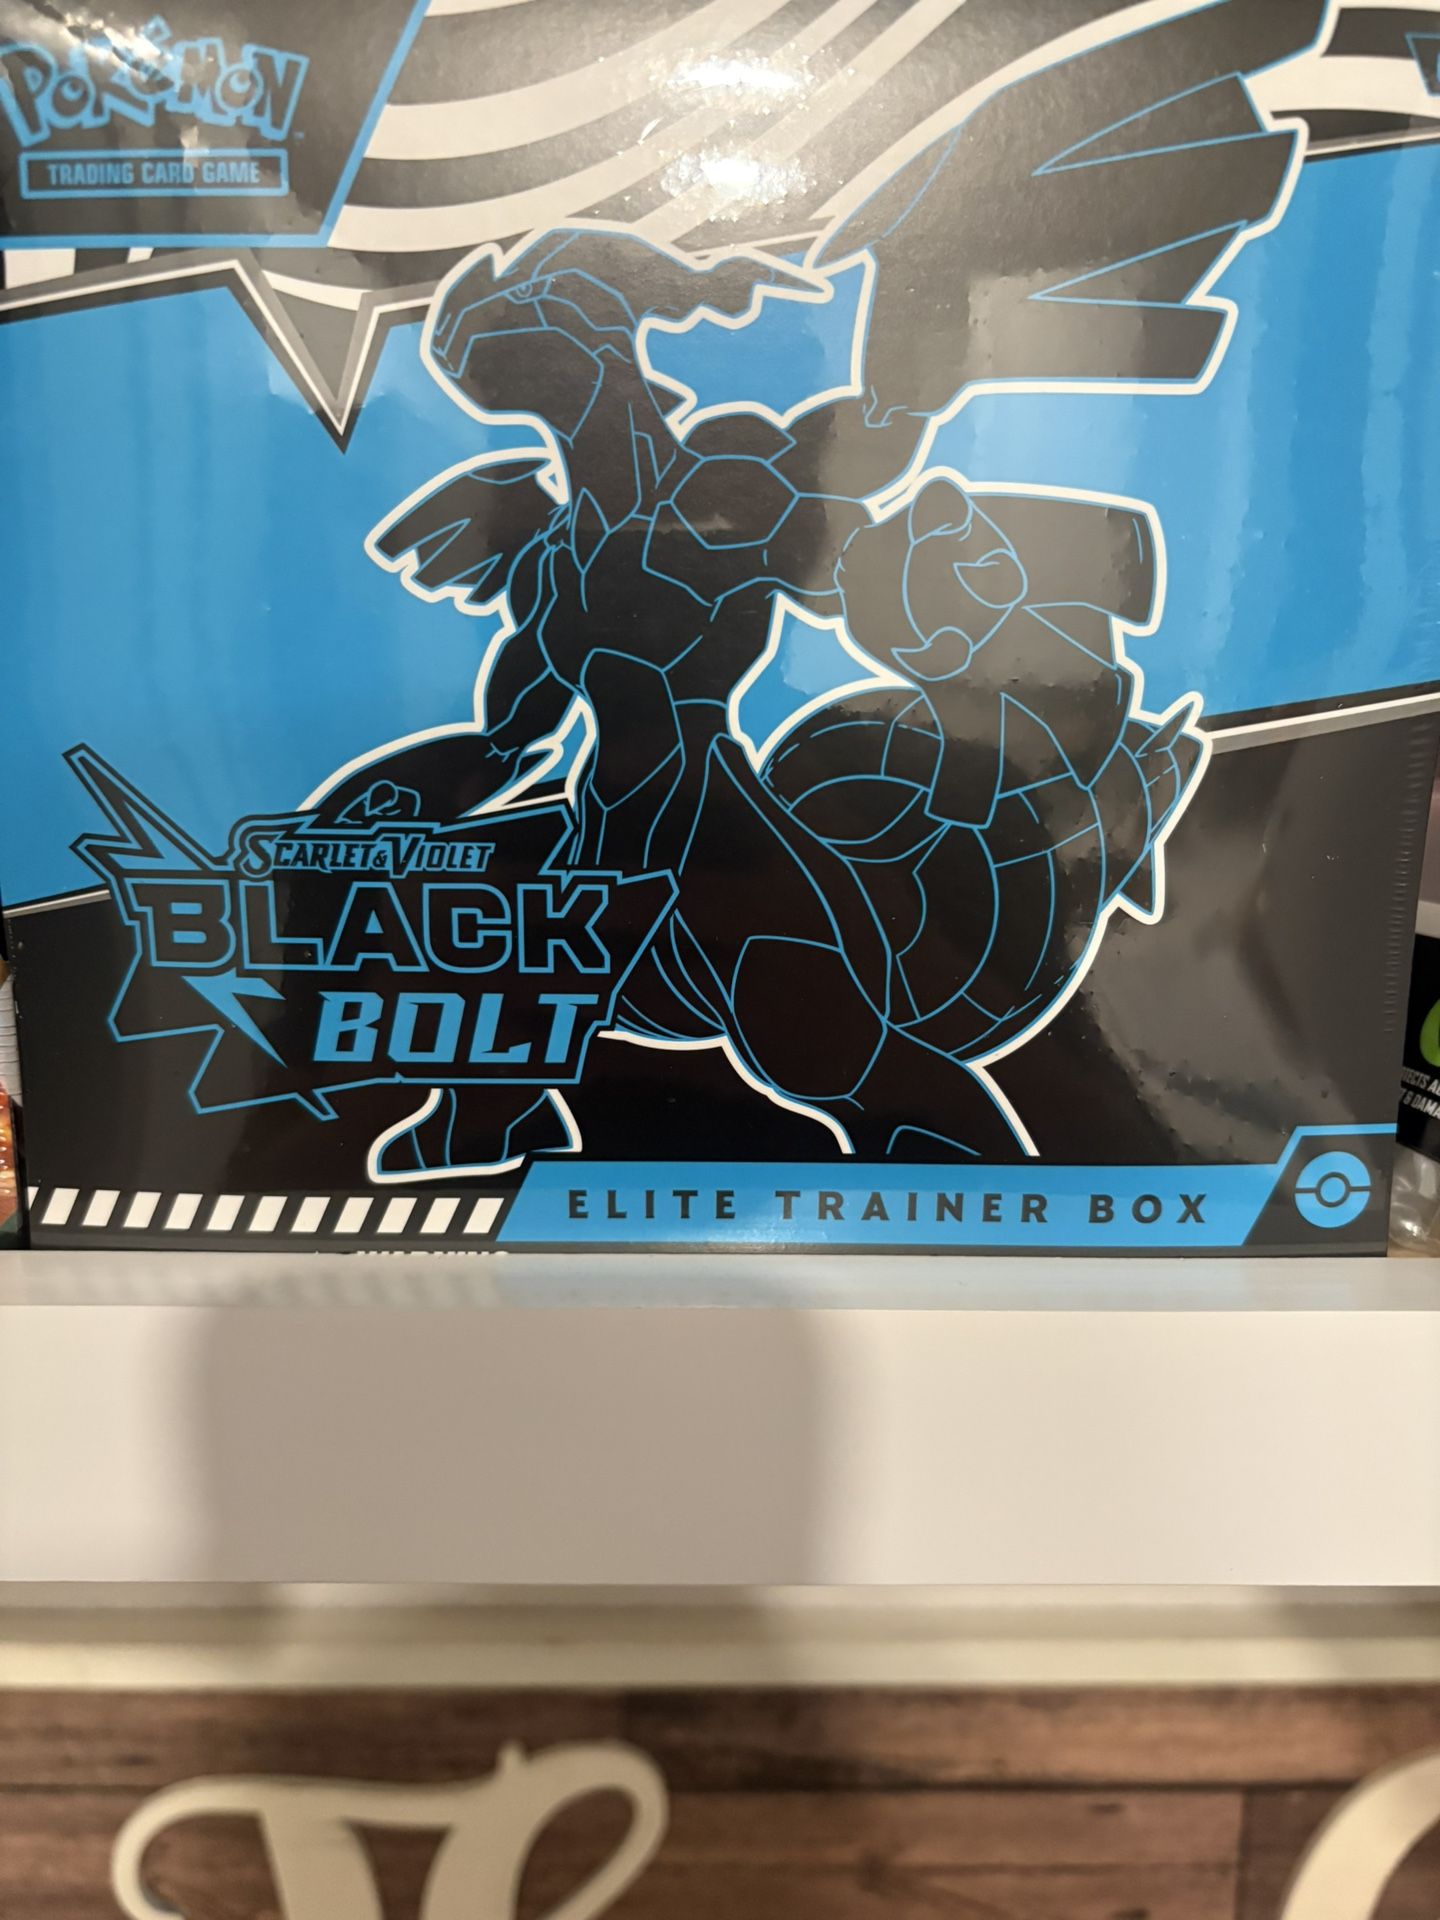 POKéMON
TRADING CARD GAME
SCARLET & VIOLET
BLACK
BOLT
ELITE TRAINER BOX